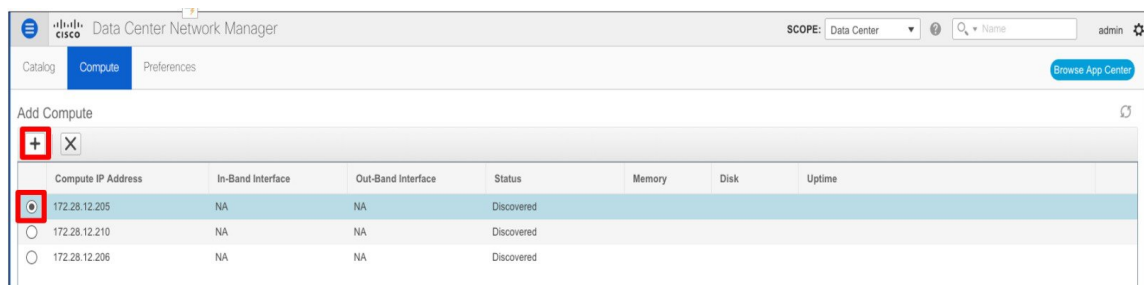 cisco Data Center Network Manager SCOPE: Data Center Name admin
Catalog Compute Preferences Browse App Center
Add Compute
Compute IP Address In-Band Interface Out-Band Interface Status Memory Disk Uptime
172.28.12.205 NA NA Discovered
172.28.12.210 NA NA Discovered
172.28.12.206 NA NA Discovered